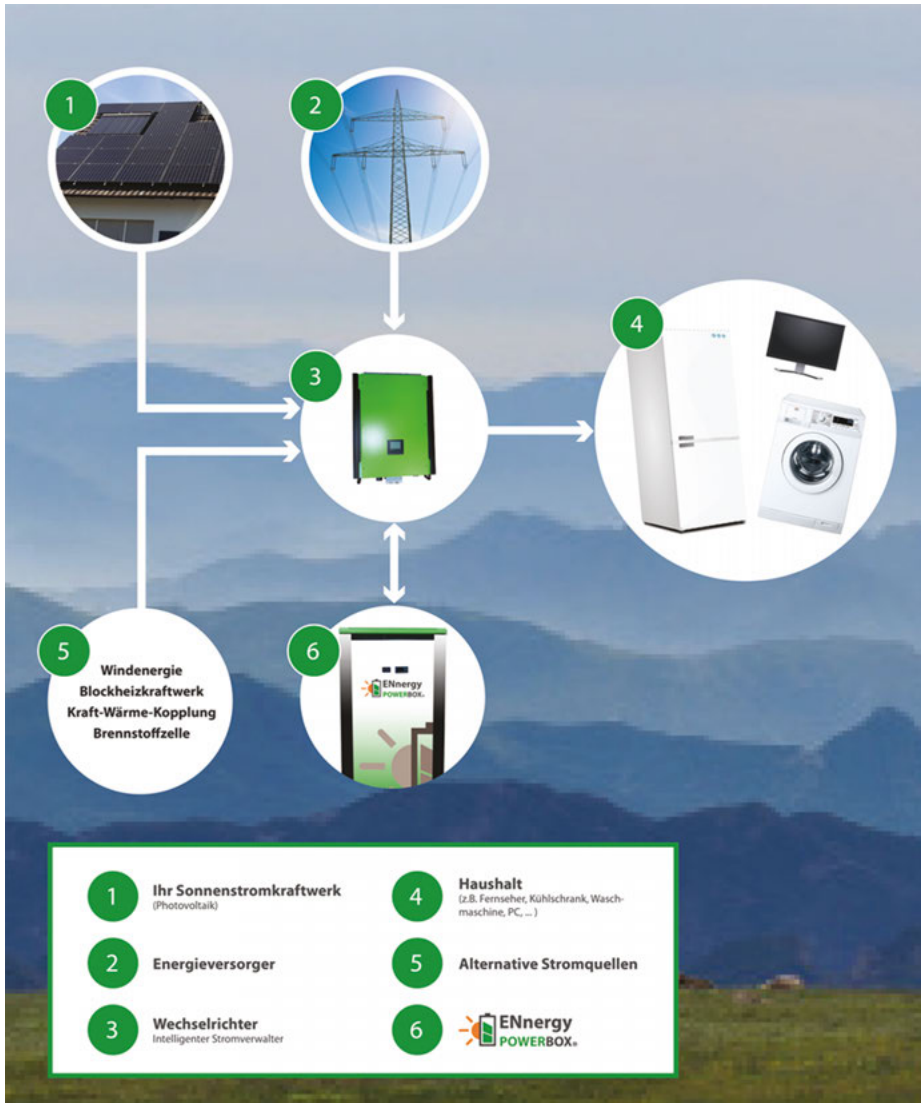 1
2
3
4
5
Windenergie
Blockheizkraftwerk
Kraft-Wärme-Kopplung
Brennstoffzelle
6
ENnergy
POWERBOX®
1
Ihr Sonnenstromkraftwerk
(Photovoltaik)
2
Energieversorger
3
Wechselrichter
Intelligenter Stromverwalter
4
Haushalt
(z.B. Fernseher, Kühlschrank, Wasch-
maschine, PC, ... )
5
Alternative Stromquellen
6
ENnergy
POWERBOX®